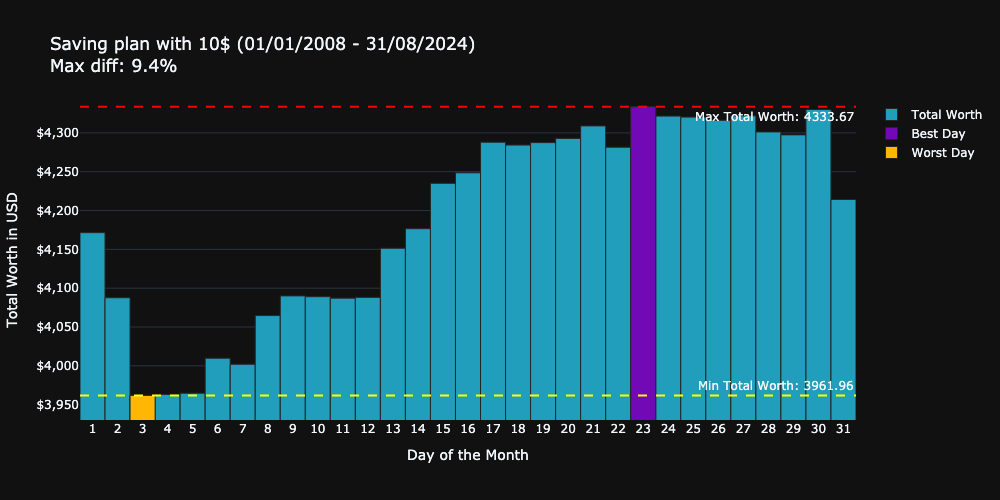 Saving plan with 10$ (01/01/2008 - 31/08/2024)
Max diff: 9.4%
Max Total Worth: 4333.67
Min Total Worth: 3961.96
Total Worth
Best Day
Worst Day
Total Worth in USD
$4,300
$4,250
$4,200
$4,150
$4,100
$4,050
$4,000
$3,950
1 2 3 4 5 6 7 8 9 10 11 12 13 14 15 16 17 18 19 20 21 22 23 24 25 26 27 28 29 30 31
Day of the Month